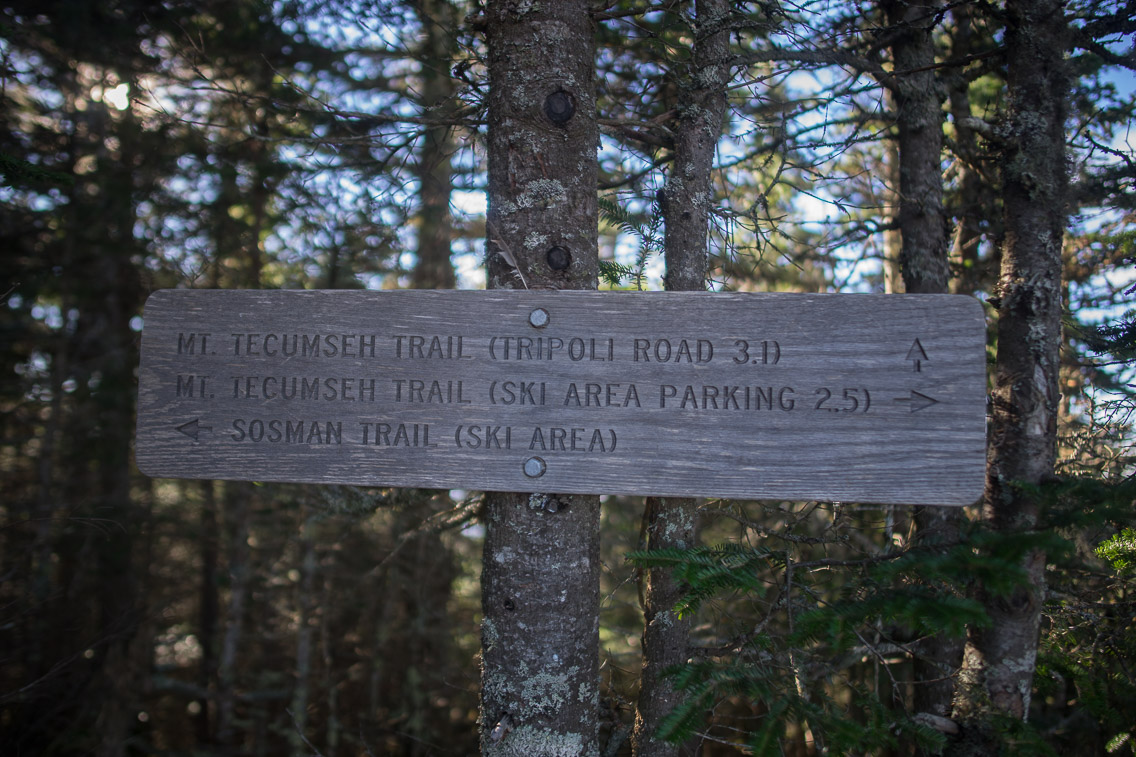 MT. TECUMSEH TRAIL (TRIPOLI ROAD 3.1) ↑
MT. TECUMSEH TRAIL (SKI AREA PARKING 2.5) →
← SOSMAN TRAIL (SKI AREA)